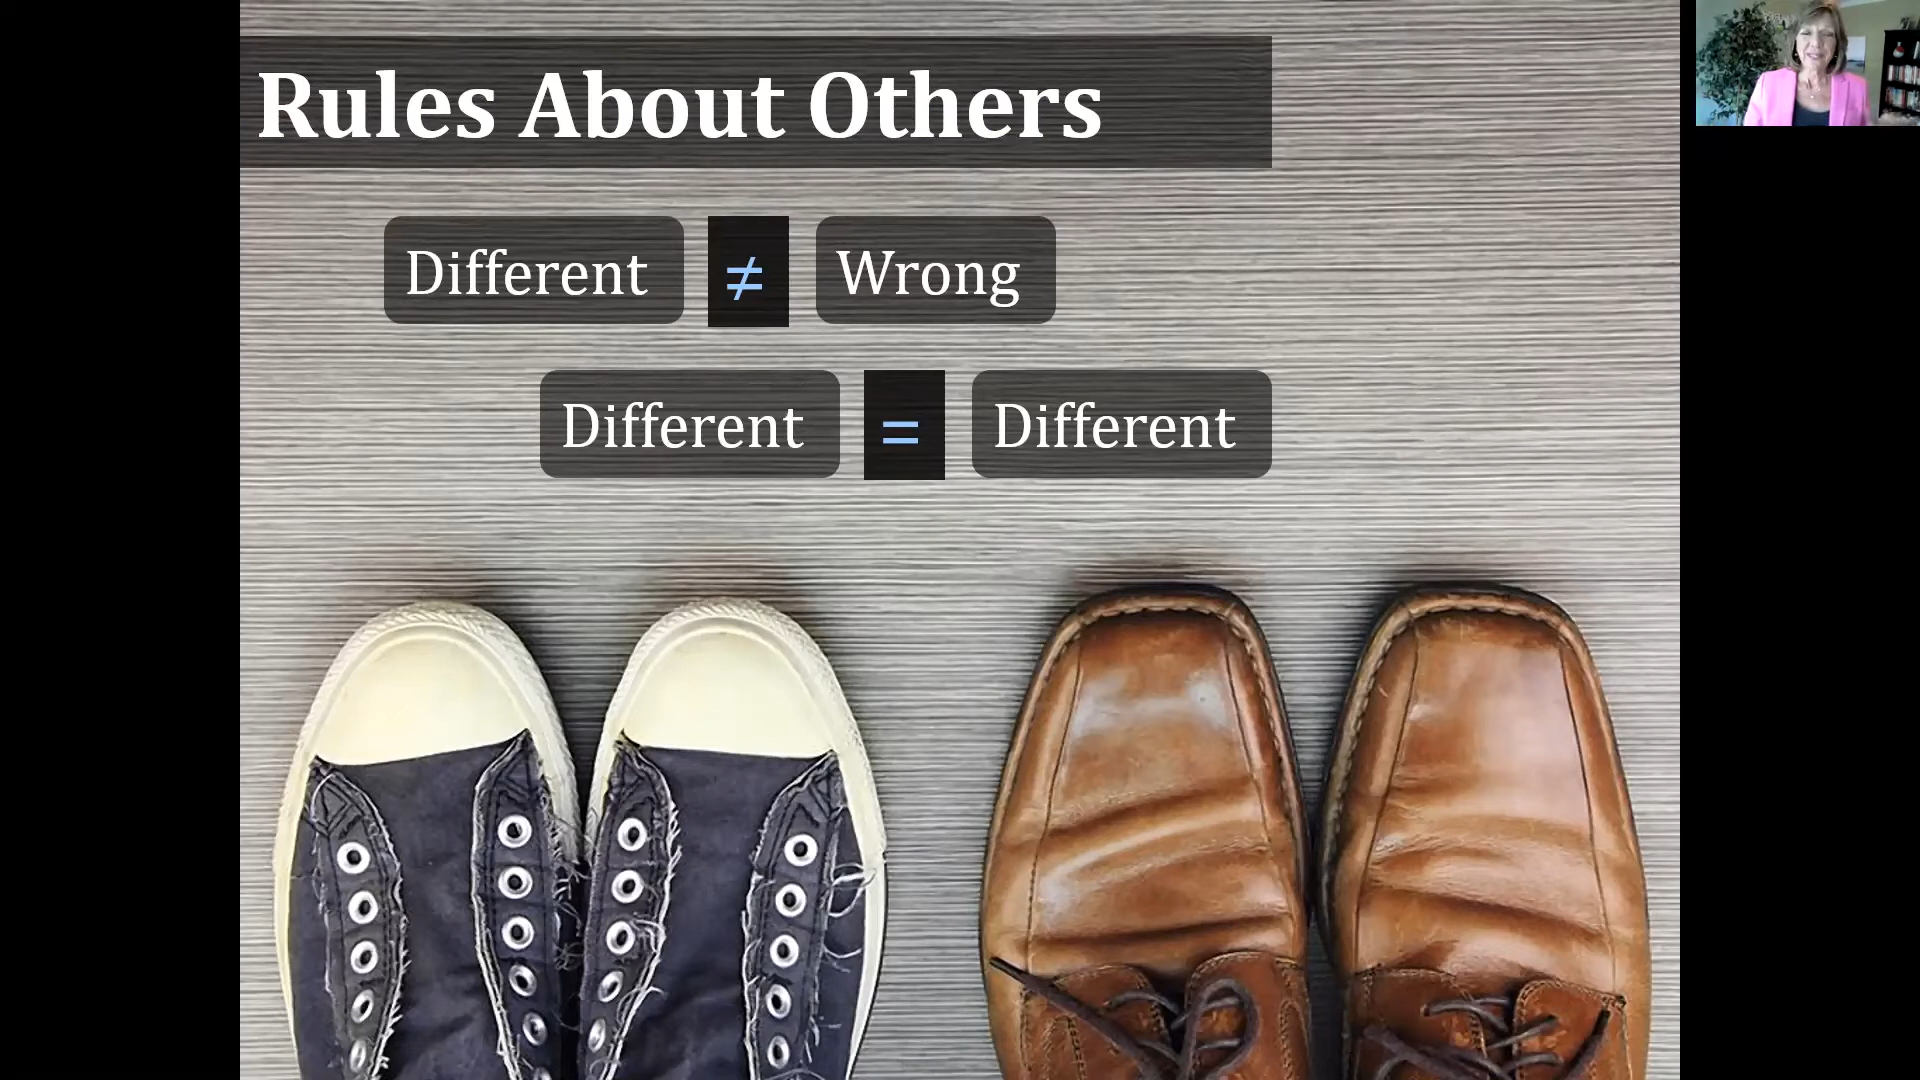 Rules About Others
Different ≠ Wrong
Different = Different